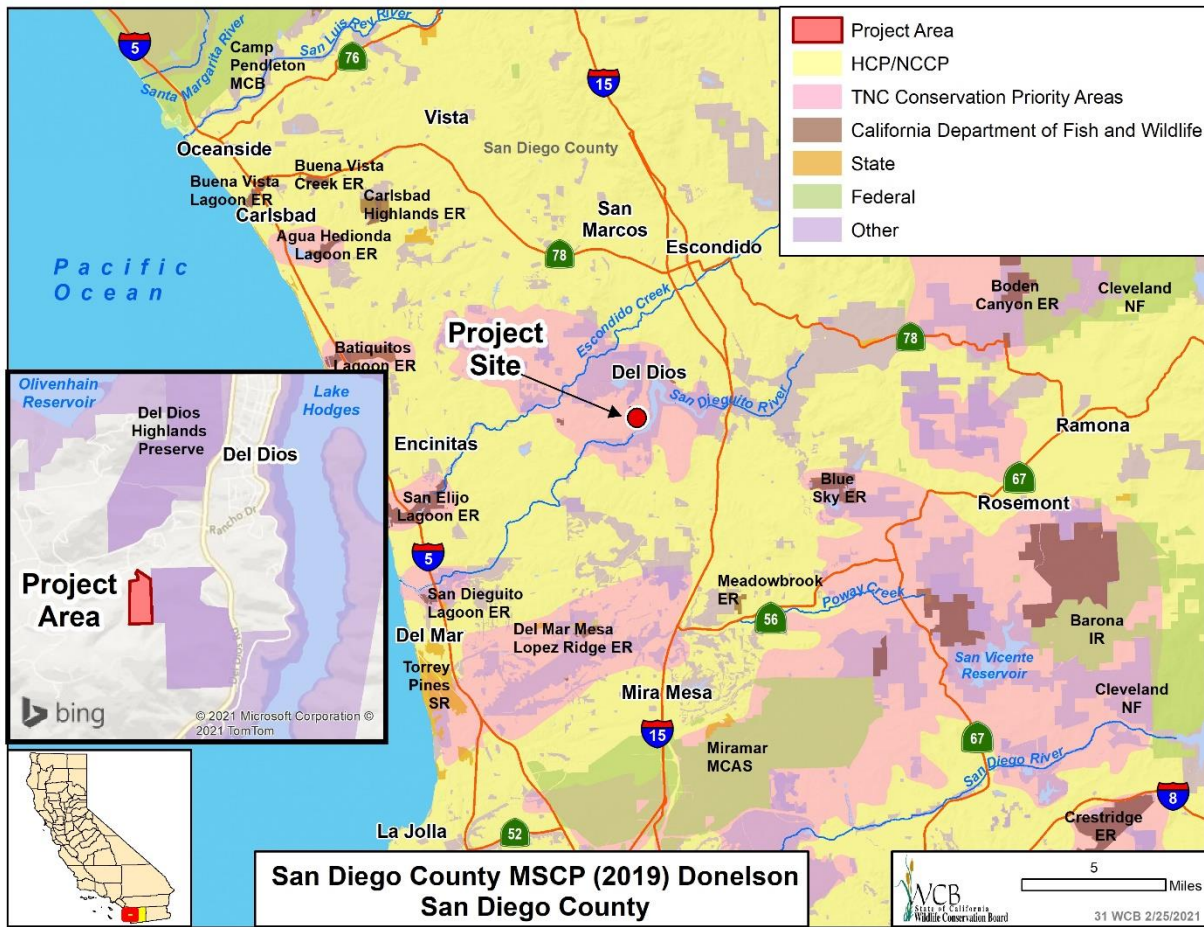 5
Camp
Pendleton
MCB
Santa Margarita River
San Luis
Rey River
76
15
Vista
San Diego County
Oceanside
Buena Vista
Lagoon ER
Buena Vista
Creek ER
Carlsbad
Carlsbad
Highlands ER
Agua Hedionda
Lagoon ER
San
Marcos
78
Escondido
Pacific
Ocean
Escondido Creek
Batiquitos
Lagoon ER
Project
Site
Del Dios
San Dieguito River
78
Boden
Canyon ER
Cleveland
NF
Encinitas
Ramona
67
Rosemont
Blue
Sky ER
San Elijo
Lagoon ER
5
San Dieguito
Lagoon ER
Meadowbrook
ER
56
Poway Creek
Del Mar
Del Mar Mesa
Lopez Ridge ER
Barona
IR
San Vicente
Reservoir
Torrey
Pines
SR
Mira Mesa
15
Miramar
MCAS
Cleveland
NF
67
San Diego River
8
Crestridge
ER
La Jolla
52
Project Area
HCP/NCCP
TNC Conservation Priority Areas
California Department of Fish and Wildlife
State
Federal
Other
Olivenhain
Reservoir
Lake
Hodges
Del Dios
Highlands
Preserve
Del Dios
Rancho Dr
Project
Area
bing
© 2021 Microsoft Corporation ©
2021 TomTom
San Diego County MSCP (2019) Donelson
San Diego County
WCB
State of California
Wildlife Conservation Board
5
Miles
31 WCB 2/25/2021